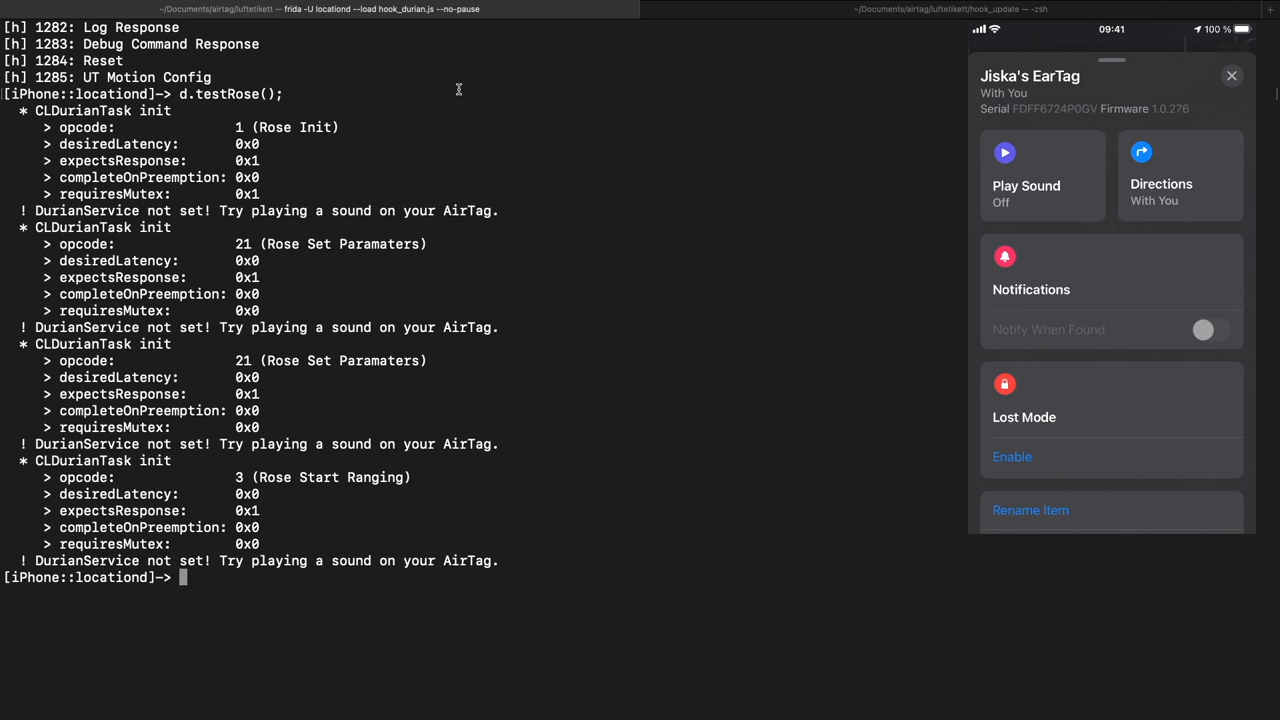 ~/Documents/airtag/luftetikett — frida -U locationd --load hook_durian.js --no-pause
~/Documents/airtag/luftetikett/hook_update — -zsh
+
[h] 1282: Log Response
[h] 1283: Debug Command Response
[h] 1284: Reset
[h] 1285: UT Motion Config
[iPhone::locationd]-> d.testRose();
* CLDurianTask init
> opcode: 1 (Rose Init)
> desiredLatency: 0x0
> expectsResponse: 0x1
> completeOnPreemption: 0x0
> requiresMutex: 0x1
! DurianService not set! Try playing a sound on your AirTag.
* CLDurianTask init
> opcode: 21 (Rose Set Paramaters)
> desiredLatency: 0x0
> expectsResponse: 0x1
> completeOnPreemption: 0x0
> requiresMutex: 0x0
! DurianService not set! Try playing a sound on your AirTag.
* CLDurianTask init
> opcode: 21 (Rose Set Paramaters)
> desiredLatency: 0x0
> expectsResponse: 0x1
> completeOnPreemption: 0x0
> requiresMutex: 0x0
! DurianService not set! Try playing a sound on your AirTag.
* CLDurianTask init
> opcode: 3 (Rose Start Ranging)
> desiredLatency: 0x0
> expectsResponse: 0x1
> completeOnPreemption: 0x0
> requiresMutex: 0x0
! DurianService not set! Try playing a sound on your AirTag.
[iPhone::locationd]->
09:41
100 %
Jiska's EarTag
With You
Serial FDFF6724P0GV Firmware 1.0.276
Play Sound
Off
Directions
With You
Notifications
Notify When Found
Lost Mode
Enable
Rename Item